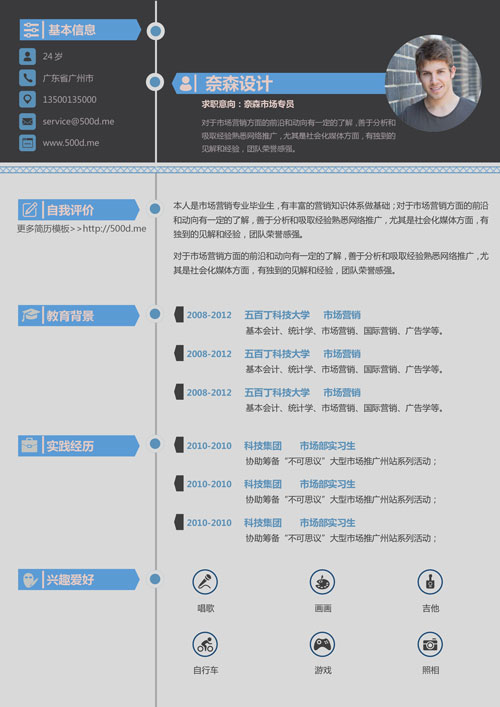 基本信息
24 岁
广东省广州市
13500135000
service@500d.me
www.500d.me
奈森设计
求职意向：奈森市场专员
对于市场营销方面的前沿和动向有一定的了解，善于分析和
吸取经验熟悉网络推广，尤其是社会化媒体方面，有独到的
见解和经验，团队荣誉感强。
自我评价
更多简历模板>>http://500d.me
本人是市场营销专业毕业生，有丰富的营销知识体系做基础；对于市场营销方面的前沿
和动向有一定的了解，善于分析和吸取经验熟悉网络推广，尤其是社会化媒体方面，有
独到的见解和经验，团队荣誉感强。
对于市场营销方面的前沿和动向有一定的了解，善于分析和吸取经验熟悉网络推广，尤
其是社会化媒体方面，有独到的见解和经验，团队荣誉感强。
教育背景
2008-2012 五百丁科技大学 市场营销
基本会计、统计学、市场营销、国际营销、广告学等。
2008-2012 五百丁科技大学 市场营销
基本会计、统计学、市场营销、国际营销、广告学等。
2008-2012 五百丁科技大学 市场营销
基本会计、统计学、市场营销、国际营销、广告学等。
实践经历
2010-2010 科技集团 市场部实习生
协助筹备“不可思议”大型市场推广州站系列活动；
2010-2010 科技集团 市场部实习生
协助筹备“不可思议”大型市场推广州站系列活动；
2010-2010 科技集团 市场部实习生
协助筹备“不可思议”大型市场推广州站系列活动；
兴趣爱好
唱歌 画画 吉他
自行车 游戏 照相